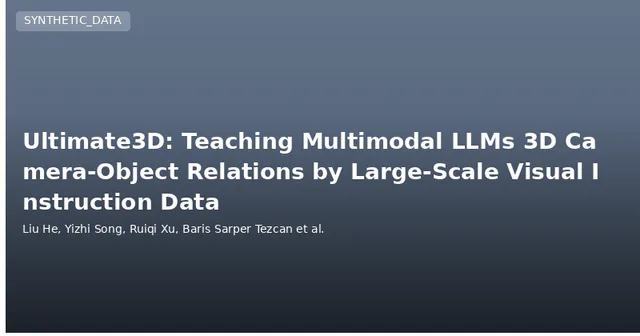 SYNTHETIC_DATA
Ultimate3D: Teaching Multimodal LLMs 3D Ca
mera-Object Relations by Large-Scale Visual I
nstruction Data
Liu He, Yizhi Song, Ruiqi Xu, Baris Sarper Tezcan et al.